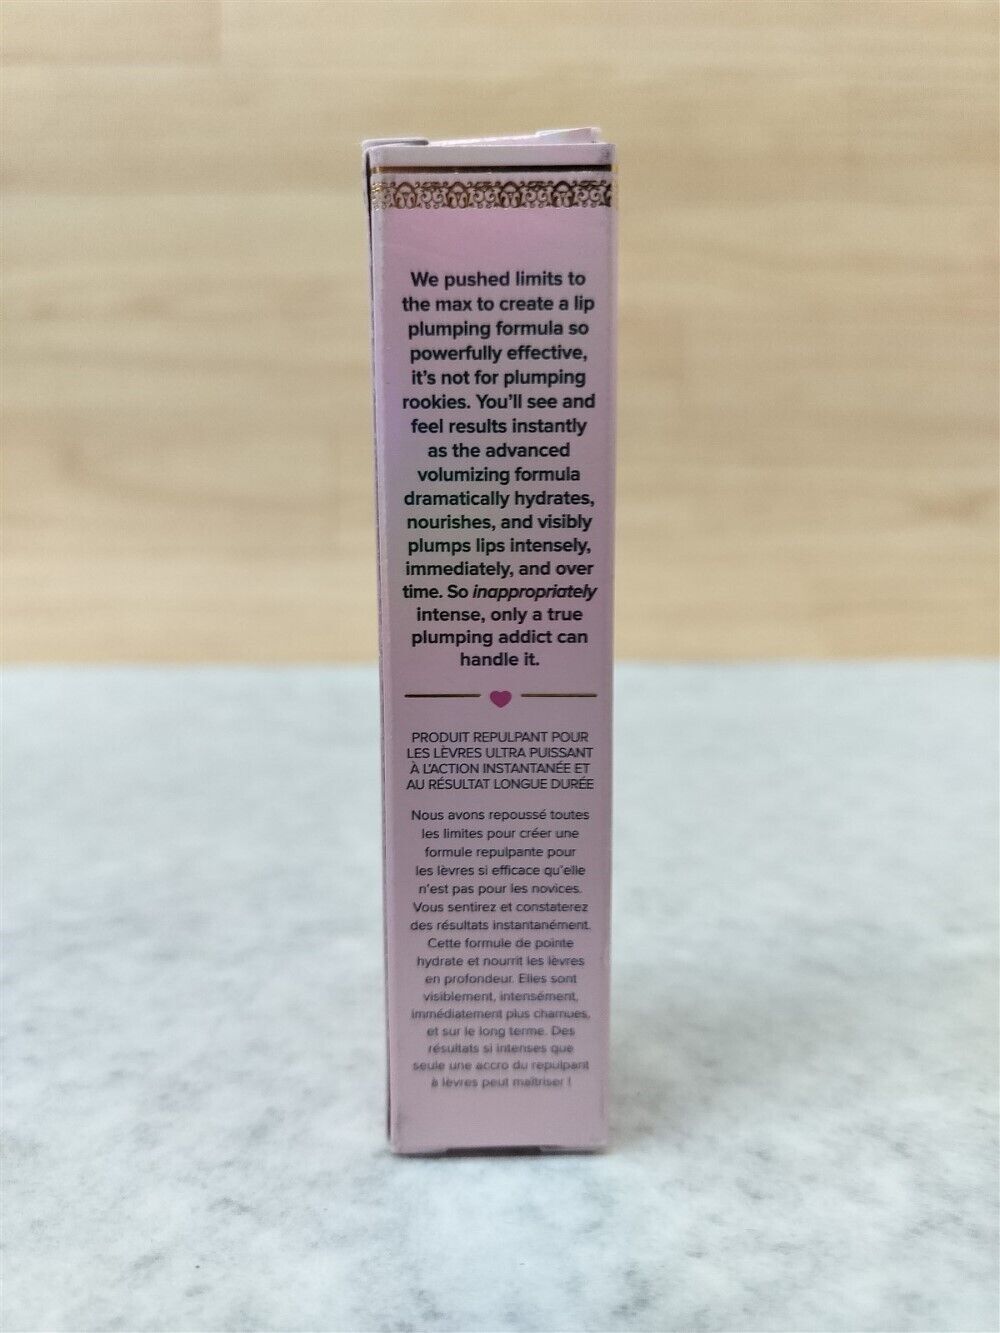 We pushed limits to
the max to create a lip
plumping formula so
powerfully effective,
it's not for plumping
rookies. You'll see and
feel results instantly
as the advanced
volumizing formula
dramatically hydrates,
nourishes, and visibly
plumps lips intensely,
immediately, and over
time. So inappropriately
intense, only a true
plumping addict can
handle it.
PRODUIT REPULPANT POUR
LES LÈVRES ULTRA PUISSANT
À L'ACTION INSTANTANÉE ET
AU RÉSULTAT LONGUE DURÉE
Nous avons repoussé toutes
les limites pour créer une
formule repulpante pour
les lèvres si efficace qu'elle
n'est pas pour les novices.
Vous sentirez et constaterez
des résultats instantanément.
Cette formule de pointe
hydrate et nourrit les lèvres
en profondeur. Elles sont
visiblement, intensément,
immédiatement plus charnues,
et sur le long terme. Des
résultats si intenses que
seule une accro du repulpant
à lèvres peut maîtriser !